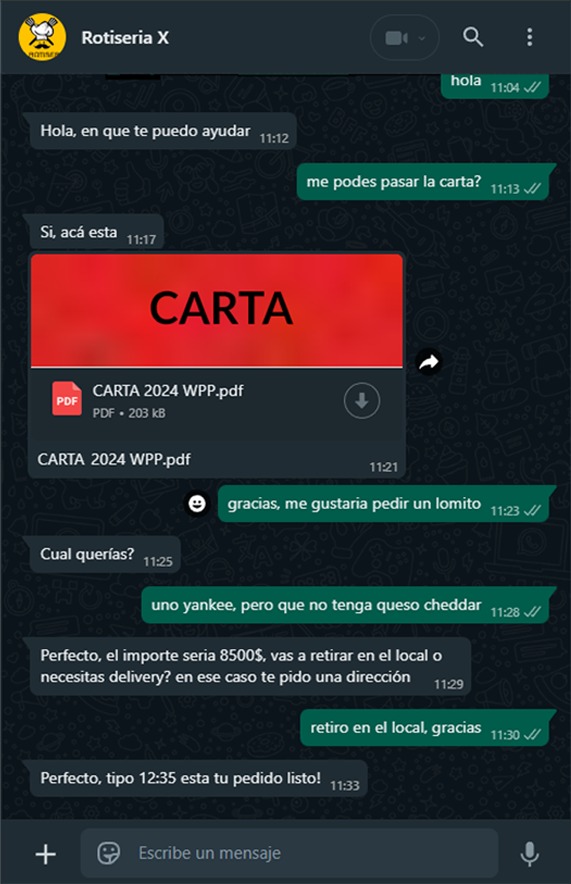 Rotiseria X
ROTISER
hola 11:04
Hola, en que te puedo ayudar 11:12
me podes pasar la carta? 11:13
Si, acá esta 11:17
CARTA
PDF
CARTA 2024 WPP.pdf
PDF • 203 kB
CARTA 2024 WPP.pdf
11:21
gracias, me gustaria pedir un lomito 11:23
Cual querías? 11:25
uno yankee, pero que no tenga queso cheddar 11:28
Perfecto, el importe seria 8500$, vas a retirar en el local o
necesitas delivery? en ese caso te pido una dirección 11:29
retiro en el local, gracias 11:30
Perfecto, tipo 12:35 esta tu pedido listo! 11:33
Escribe un mensaje